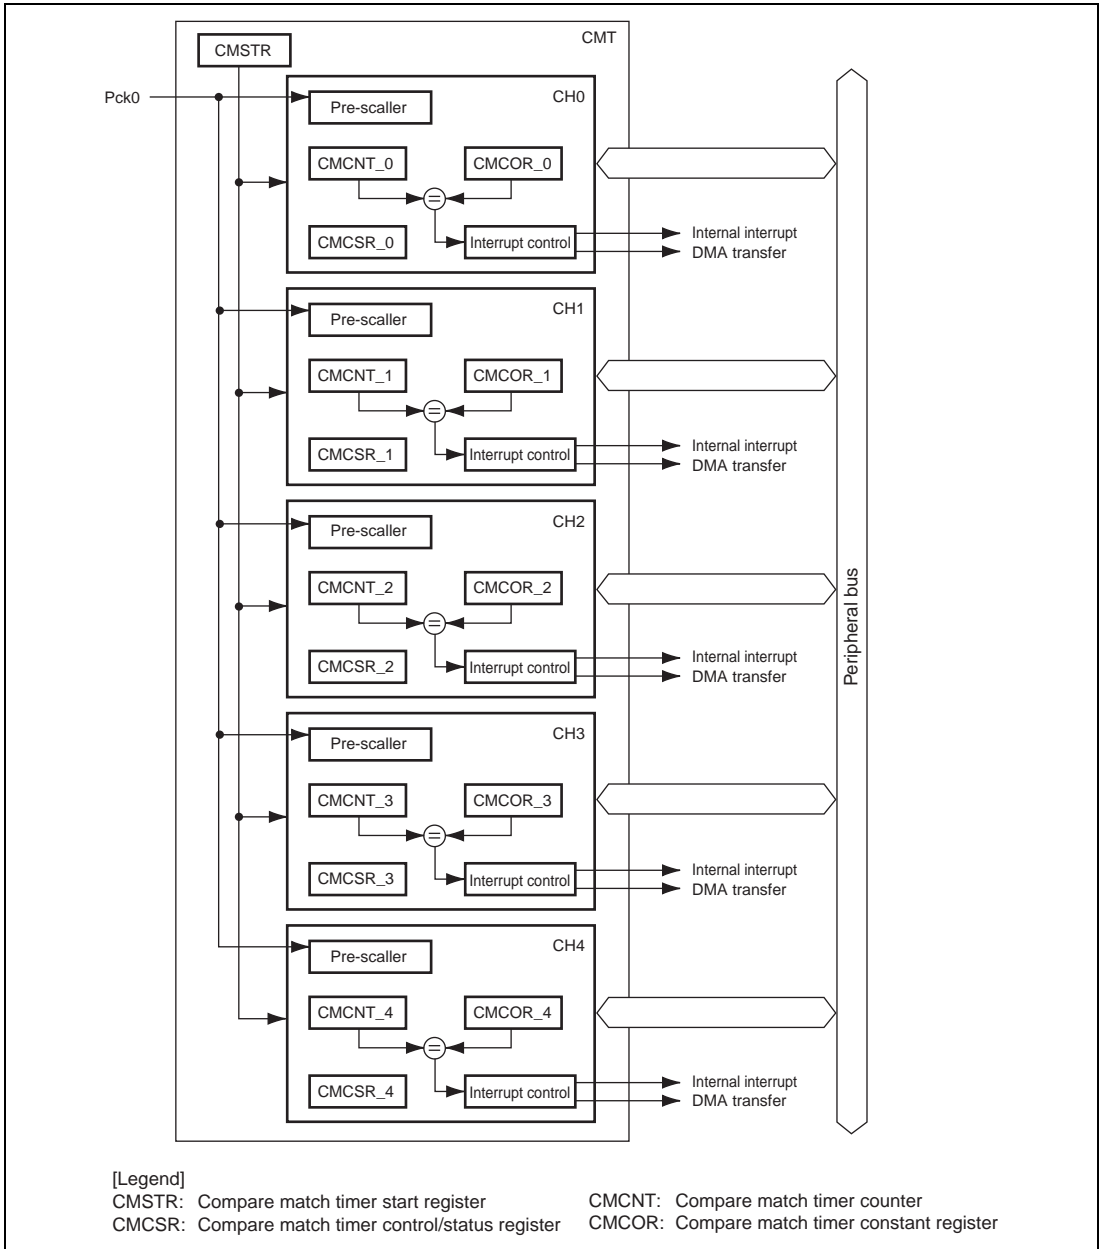 CMSTR
CMT
Pck0
CH0
Pre-scaller
CMCNT_0
CMCOR_0
=
CMCSR_0
Interrupt control
Internal interrupt
DMA transfer
CH1
Pre-scaller
CMCNT_1
CMCOR_1
=
CMCSR_1
Interrupt control
Internal interrupt
DMA transfer
CH2
Pre-scaller
CMCNT_2
CMCOR_2
=
CMCSR_2
Interrupt control
Internal interrupt
DMA transfer
Peripheral bus
CH3
Pre-scaller
CMCNT_3
CMCOR_3
=
CMCSR_3
Interrupt control
Internal interrupt
DMA transfer
CH4
Pre-scaller
CMCNT_4
CMCOR_4
=
CMCSR_4
Interrupt control
Internal interrupt
DMA transfer
[Legend]
CMSTR: Compare match timer start register
CMCSR: Compare match timer control/status register
CMCNT: Compare match timer counter
CMCOR: Compare match timer constant register